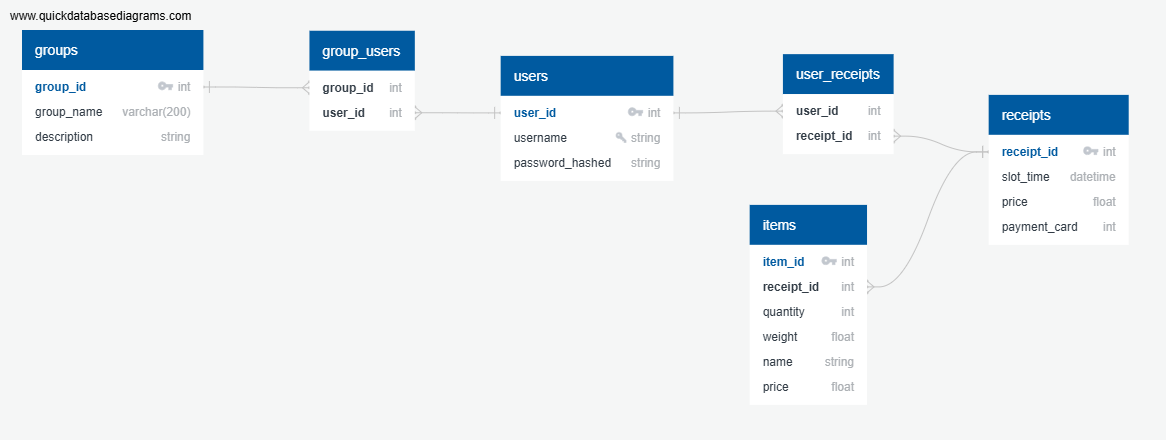 www.quickdatabasediagrams.com
groups
group_id int
group_name varchar(200)
description string
group_users
group_id int
user_id int
users
user_id int
username string
password_hashed string
user_receipts
user_id int
receipt_id int
receipts
receipt_id int
slot_time datetime
price float
payment_card int
items
item_id int
receipt_id int
quantity int
weight float
name string
price float